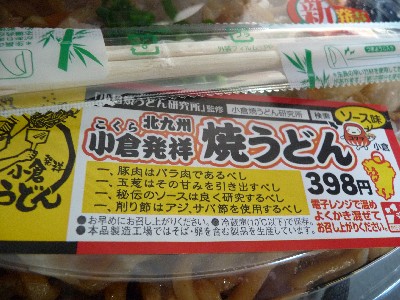 焼うどん研究所」監修
小倉焼うどん研究所
検索
ソース味
こくら
北九州
小倉発祥
焼うどん
小倉
発祥
うどん
小倉
一、豚肉はバラ肉であるべし
一、玉葱はその甘みを引き出すべし
一、秘伝のソースは良く研究するべし
一、削り節はアジ、サバ節を使用するべし
398円
電子レンジで温め
よくかき混ぜて
お召し上がりください。
●お早めにお召し上がりください。
●本品製造工場ではそば・卵を含む製品を生産しています。